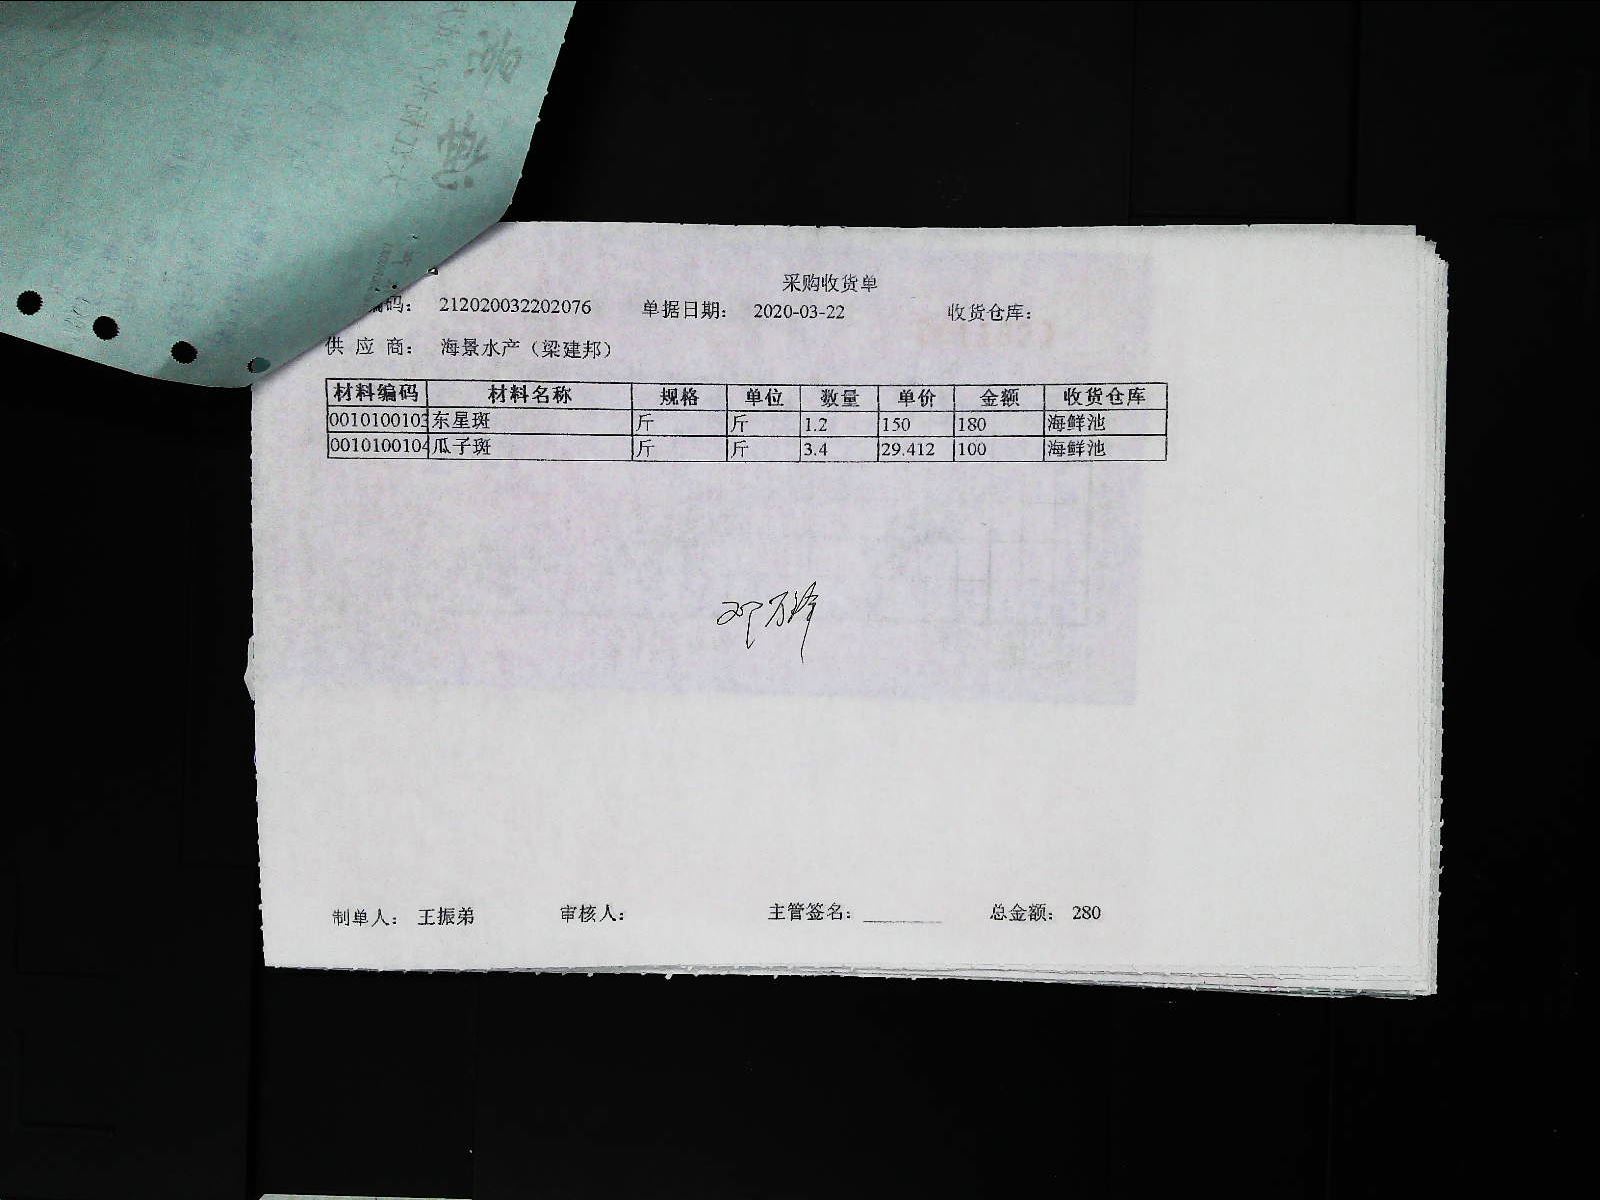 采购收货单
编码： 212020032202076 单据日期： 2020-03-22 收货仓库：
供 应 商： 海景水产（梁建邦）
材料编码 材料名称 规格 单位 数量 单价 金额 收货仓库
0010100103 东星斑 斤 斤 1.2 150 180 海鲜池
0010100104 瓜子斑 斤 斤 3.4 29.412 100 海鲜池
制单人： 王振弟 审核人： 主管签名： 总金额： 280